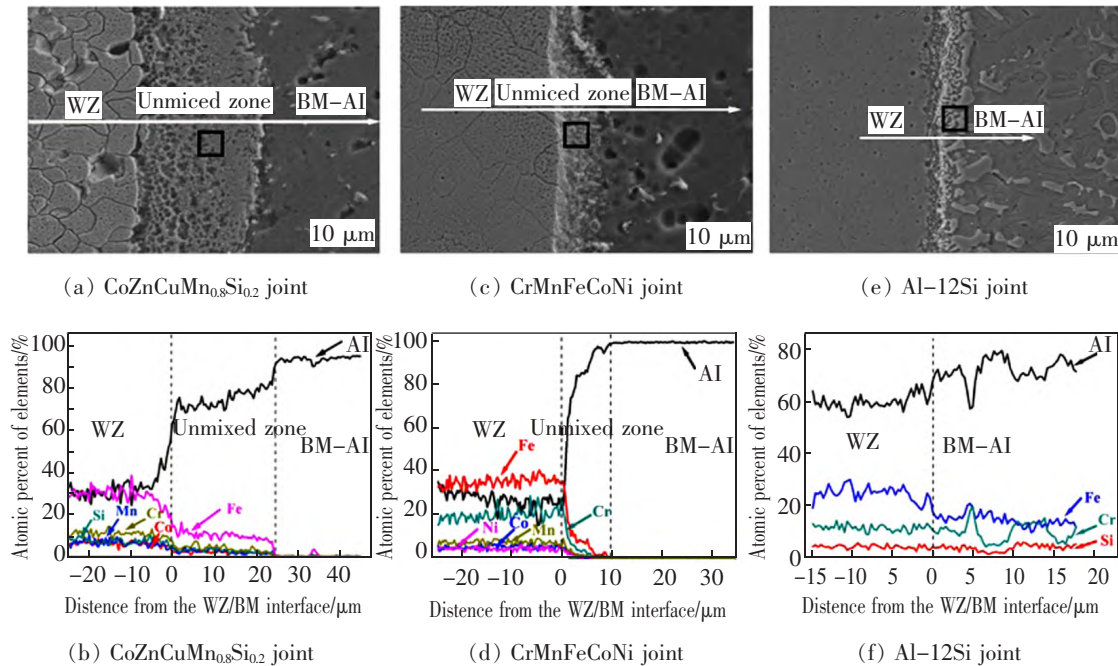 WZ Unmiced zone BM-AI
10 μm
WZ Unmiced zone BM-AI
10 μm
WZ BM-AI
10 μm
(a) CoZnCuMn0.8Si0.2 joint
(c) CrMnFeCoNi joint
(e) Al-12Si joint
Atomic percent of elements/%
100
80
60
40
20
0
AI
WZ
Unmixed zone
BM-AI
Si
Mn
Cr
Co
Fe
-20 -10 0 10 20 30 40
Distence from the WZ/BM interface/μm
Atomic percent of elements/%
100
80
60
40
20
0
AI
WZ
Unmixed zone
BM-AI
Fe
Cr
Ni
Co
Mn
-20 -10 0 10 20 30
Distence from the WZ/BM interface/μm
Atomic percent of elements/%
80
60
40
20
0
AI
WZ
BM-AI
Fe
Cr
Si
-15 -10 -5 0 5 10 15 20
Distence from the WZ/BM interface/μm
(b) CoZnCuMn0.8Si0.2 joint
(d) CrMnFeCoNi joint
(f) Al-12Si joint